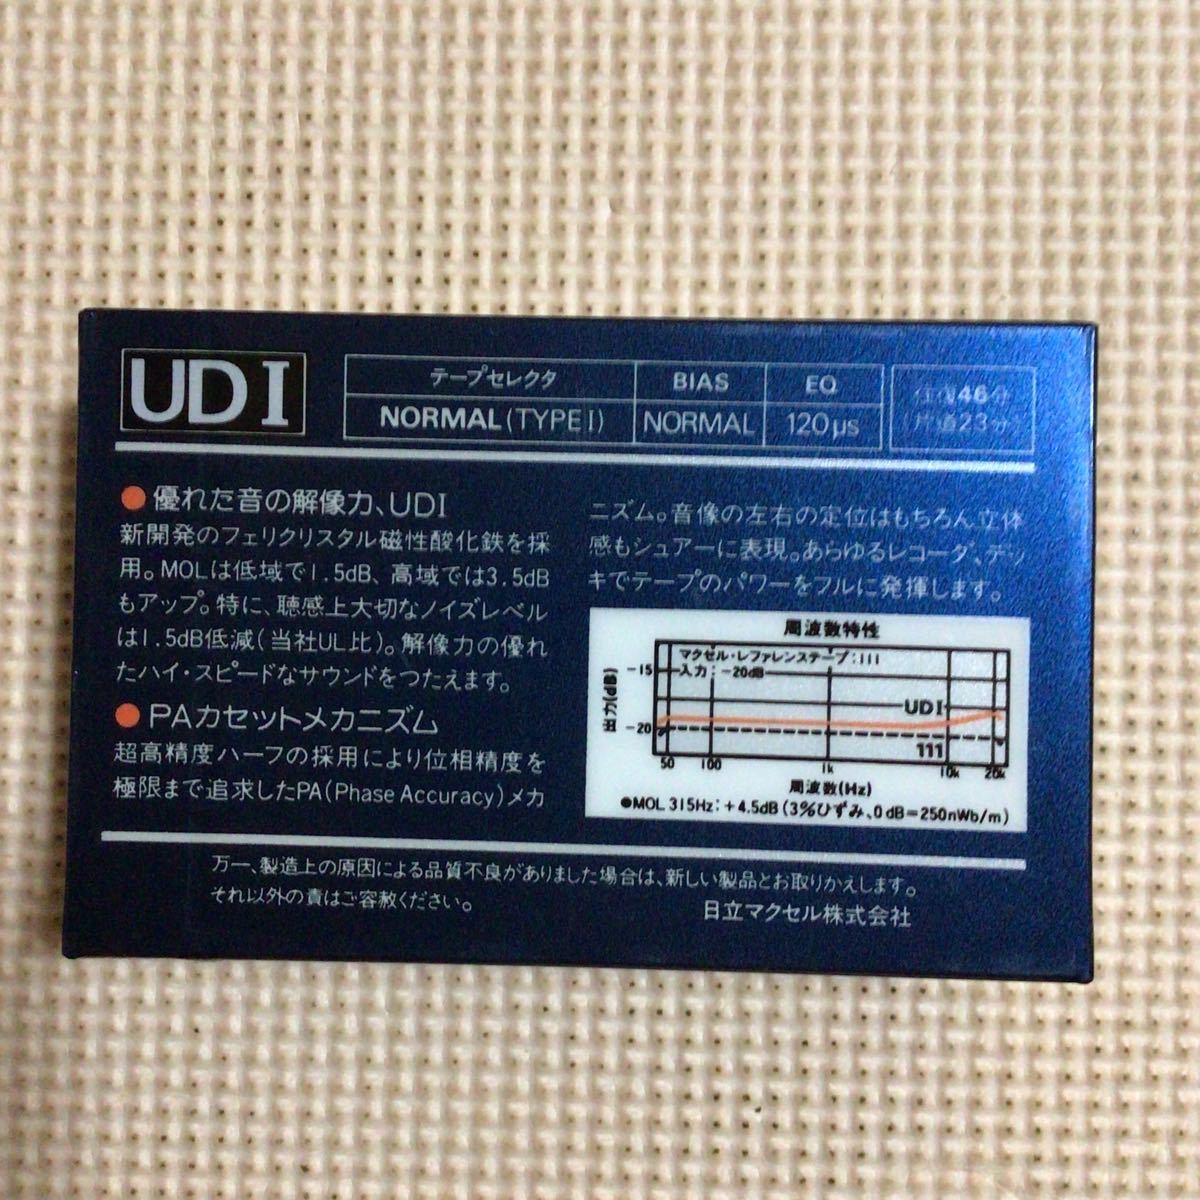 UD I
テープセレクタ BIAS EQ
NORMAL (TYPE I) NORMAL 120μs
往復46分
(片道23分)
● 優れた音の解像力、UDI
新開発のフェリクリスタル磁性酸化鉄を採
用。MOLは低域で1.5dB、高域では3.5dB
もアップ。特に、聴感上大切なノイズレベル
は1.5dB低減(当社UL比)。解像力の優れ
たハイ・スピードなサウンドをつたえます。
● PAカセットメカニズム
超高精度ハーフの採用により位相精度を
極限まで追求したPA(Phase Accuracy)メカ
ニズム。音像の左右の定位はもちろん立体
感もシュアーに表現。あらゆるレコーダ、デッ
キでテープのパワーをフルに発揮します。
周波数特性
マクセル・レファレンステープ:111
入力:-20dB
出力(dB)
-15
-20
UDI
111
50 100 1k 10k 20k
周波数(Hz)
●MOL 315Hz:+4.5dB(3%ひずみ、0dB=250nWb/m)
万一、製造上の原因による品質不良がありました場合は、新しい製品とお取りかえします。
それ以外の責はご容赦ください。
日立マクセル株式会社